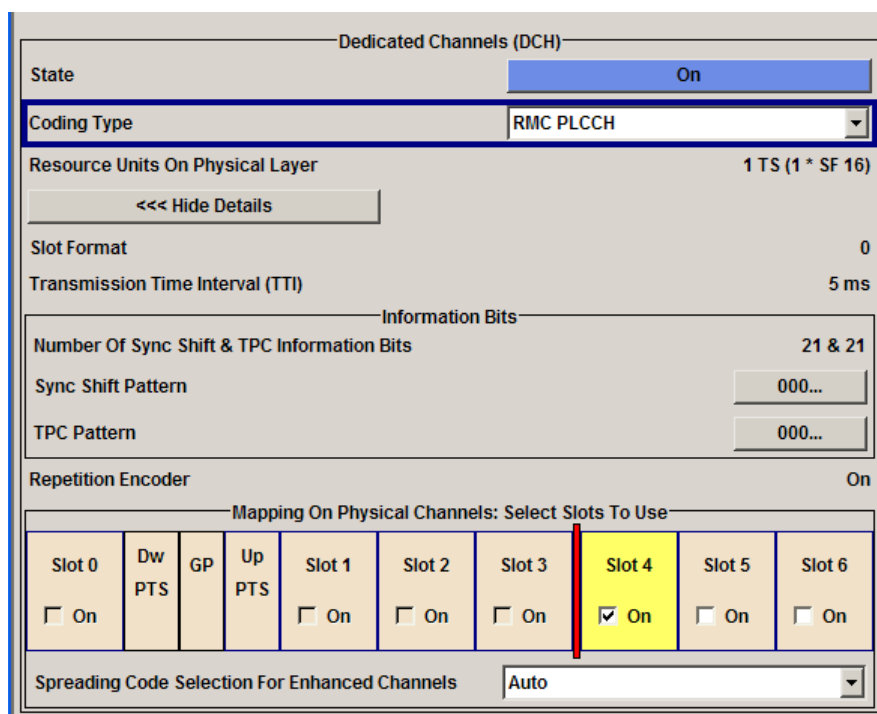 Dedicated Channels (DCH)
State On
Coding Type RMC PLCCH
Resource Units On Physical Layer 1 TS (1 * SF 16)
<<< Hide Details
Slot Format 0
Transmission Time Interval (TTI) 5 ms
Information Bits
Number Of Sync Shift & TPC Information Bits 21 & 21
Sync Shift Pattern 000...
TPC Pattern 000...
Repetition Encoder On
Mapping On Physical Channels: Select Slots To Use
Slot 0 Dw PTS GP Up PTS Slot 1 Slot 2 Slot 3 Slot 4 Slot 5 Slot 6
On On On On On On On
Spreading Code Selection For Enhanced Channels Auto